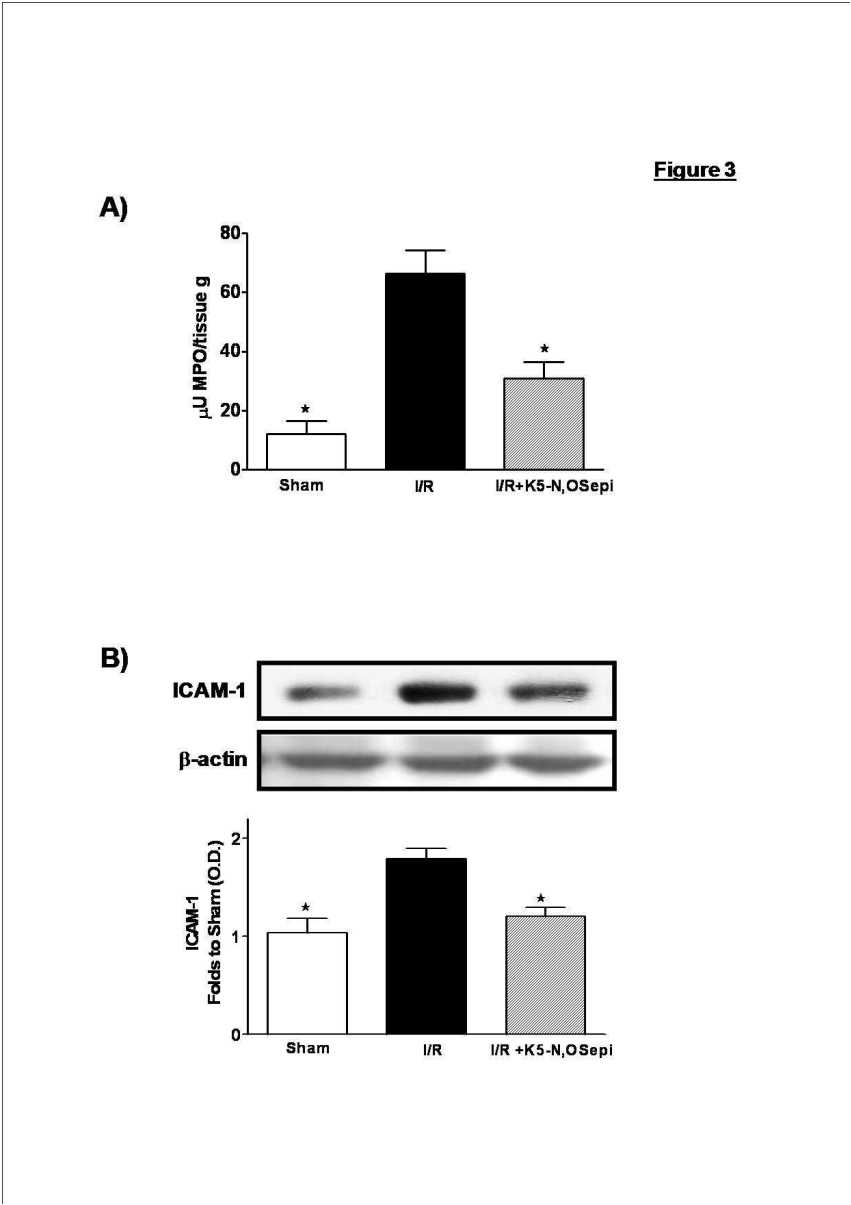 Figure 3
A)
80
60
40
20
0
μU MPO/tissue g
★
★
Sham
I/R
I/R+K5-N,OSepi
B)
ICAM-1
β-actin
2
1
0
ICAM-1
Folds to Sham (O.D.)
★
★
Sham
I/R
I/R +K5-N,OSepi